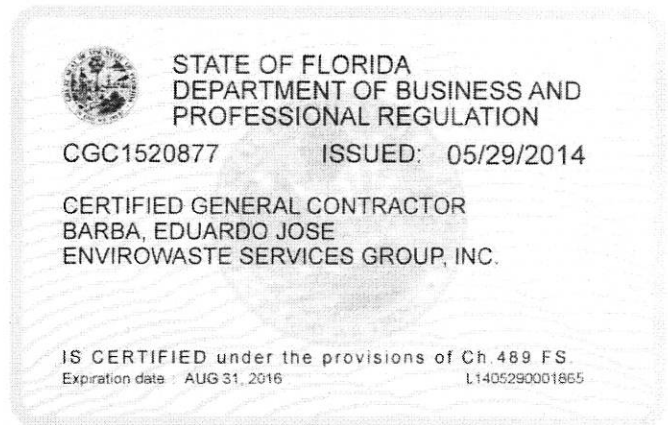 STATE OF FLORIDA
DEPARTMENT OF BUSINESS AND
PROFESSIONAL REGULATION
CGC1520877 ISSUED: 05/29/2014
CERTIFIED GENERAL CONTRACTOR
BARBA, EDUARDO JOSE
ENVIROWASTE SERVICES GROUP, INC.
IS CERTIFIED under the provisions of Ch.489 FS.
Expiration date : AUG 31, 2016 L1405290001865